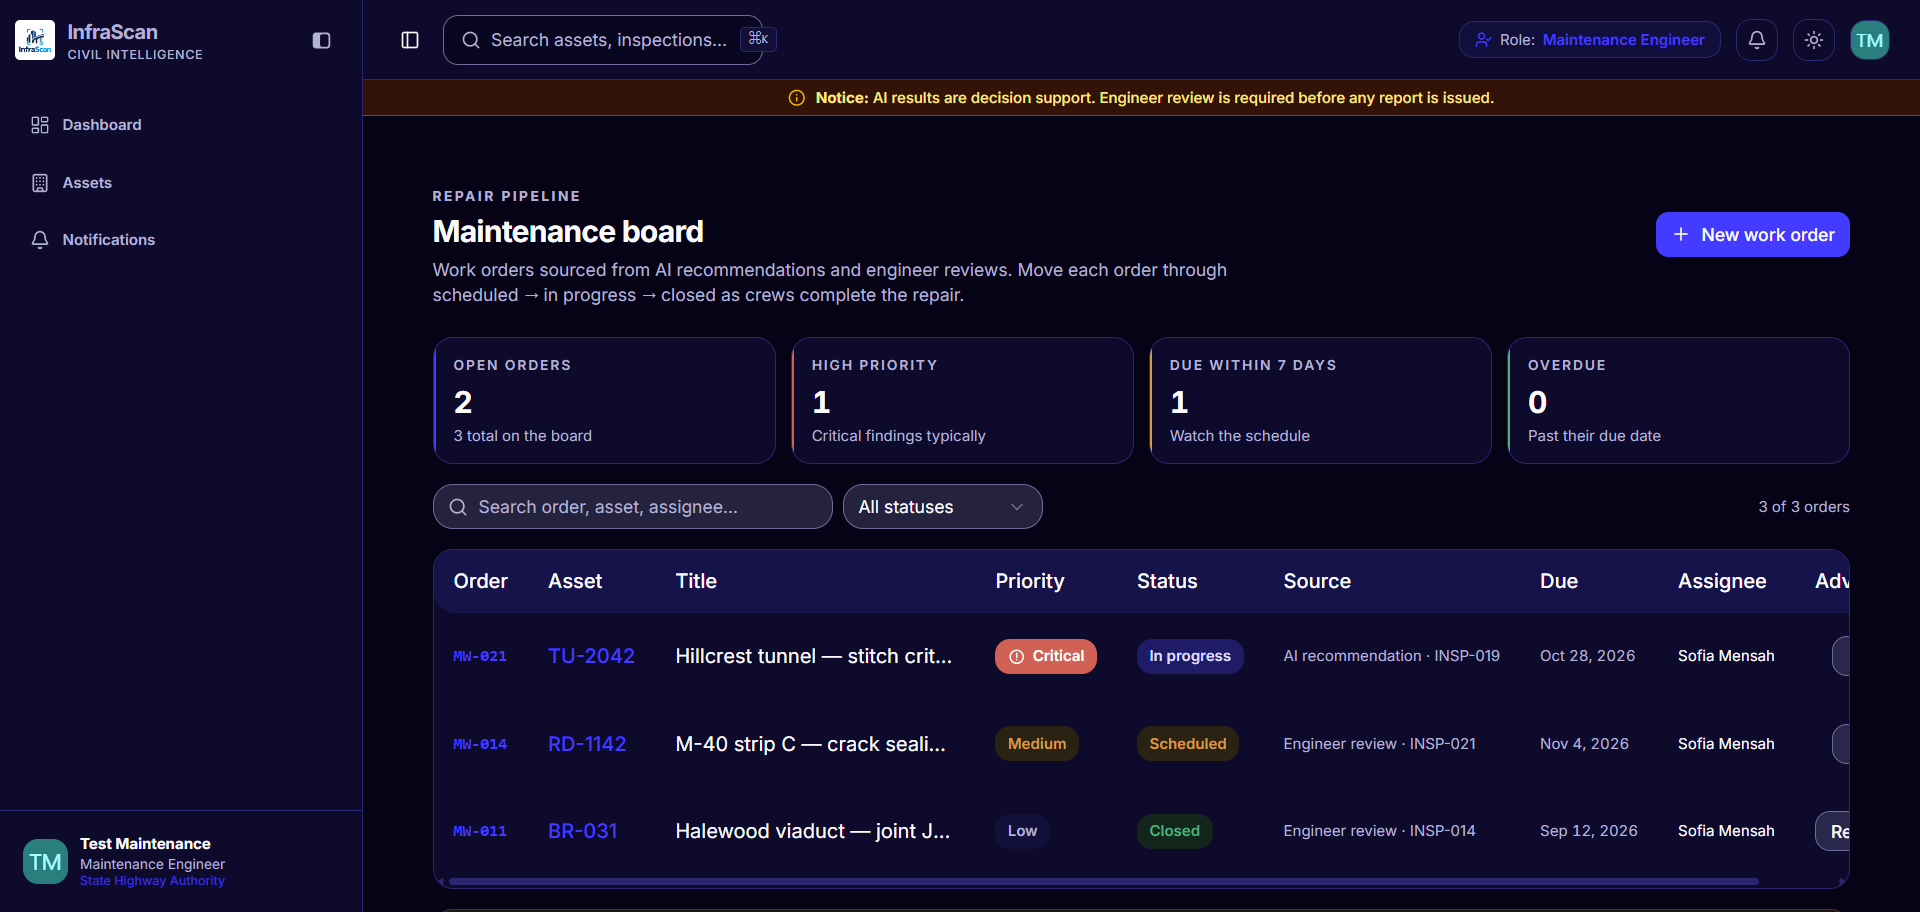 InfraScan
InfraScan
CIVIL INTELLIGENCE
Search assets, inspections...
⌘K
Role: Maintenance Engineer
TM
Notice: AI results are decision support. Engineer review is required before any report is issued.
Dashboard
Assets
Notifications
REPAIR PIPELINE
Maintenance board
New work order
Work orders sourced from AI recommendations and engineer reviews. Move each order through
scheduled → in progress → closed as crews complete the repair.
OPEN ORDERS
2
3 total on the board
HIGH PRIORITY
1
Critical findings typically
DUE WITHIN 7 DAYS
1
Watch the schedule
OVERDUE
0
Past their due date
Search order, asset, assignee...
All statuses
3 of 3 orders
Order Asset Title Priority Status Source Due Assignee Adv
MW-021 TU-2042 Hillcrest tunnel — stitch crit... Critical In progress AI recommendation · INSP-019 Oct 28, 2026 Sofia Mensah
MW-014 RD-1142 M-40 strip C — crack seali... Medium Scheduled Engineer review · INSP-021 Nov 4, 2026 Sofia Mensah
MW-011 BR-031 Halewood viaduct — joint J... Low Closed Engineer review · INSP-014 Sep 12, 2026 Sofia Mensah Re
TM
Test Maintenance
Maintenance Engineer
State Highway Authority